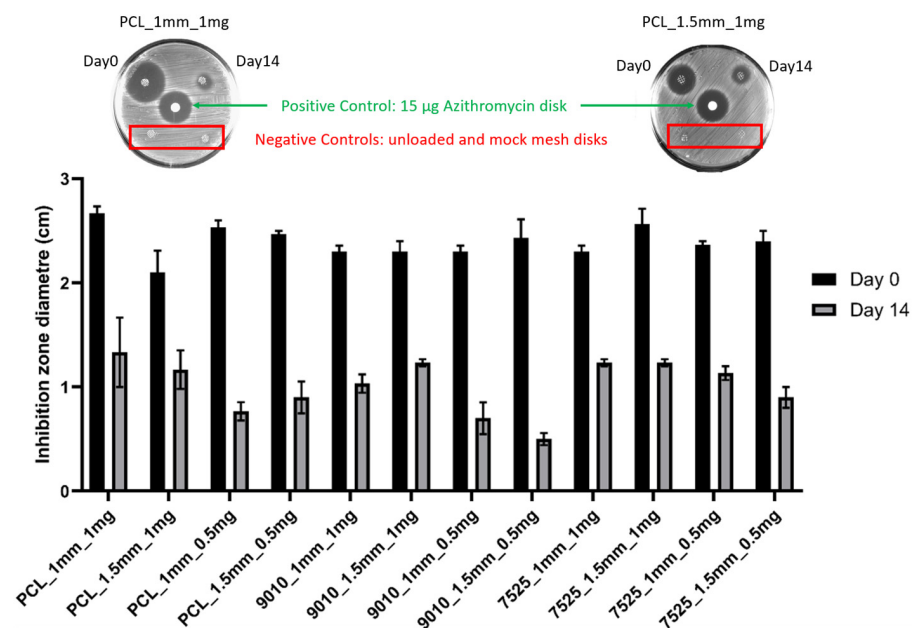 PCL_1mm_1mg
PCL_1.5mm_1mg
Day0
Day14
Day0
Day14
Positive Control: 15 µg Azithromycin disk
Negative Controls: unloaded and mock mesh disks
Inhibition zone diametre (cm)
3
2
1
0
Day 0
Day 14
PCL_1mm_1mg
PCL_1.5mm_1mg
PCL_1mm_0.5mg
PCL_1.5mm_0.5mg
9010_1mm_1mg
9010_1.5mm_1mg
9010_1mm_0.5mg
9010_1.5mm_0.5mg
7525_1mm_1mg
7525_1.5mm_1mg
7525_1mm_0.5mg
7525_1.5mm_0.5mg